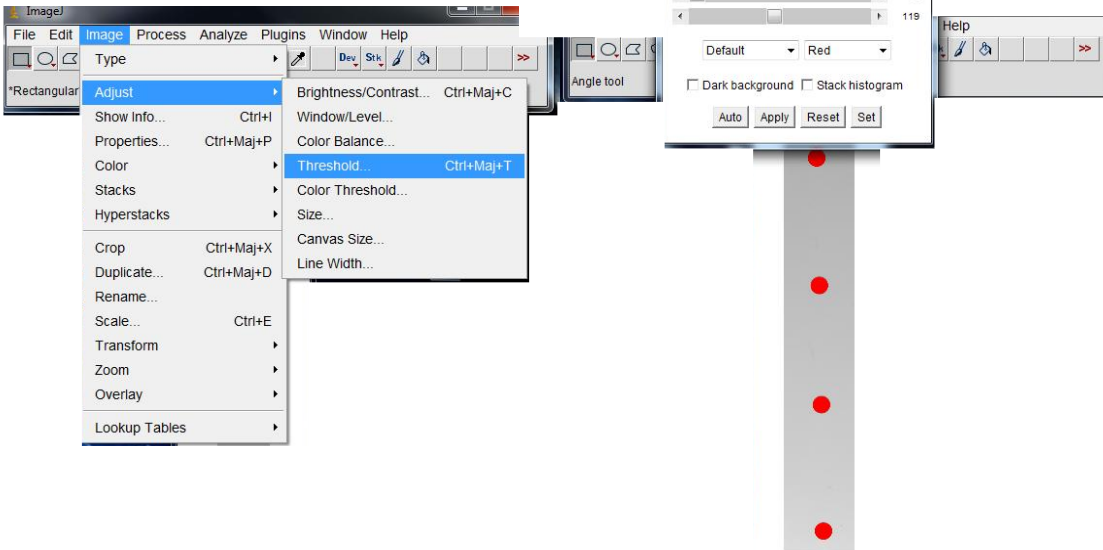 ImageJ
File Edit Image Process Analyze Plugins Window Help
Dev Stk >>
*Rectangular
Type
Adjust
Show Info... Ctrl+I
Properties... Ctrl+Maj+P
Color
Stacks
Hyperstacks
Crop Ctrl+Maj+X
Duplicate... Ctrl+Maj+D
Rename...
Scale... Ctrl+E
Transform
Zoom
Overlay
Lookup Tables
Brightness/Contrast... Ctrl+Maj+C
Window/Level...
Color Balance...
Threshold... Ctrl+Maj+T
Color Threshold...
Size...
Canvas Size...
Line Width...
119
Default Red
Dark background Stack histogram
Auto Apply Reset Set
Angle tool
Help
>>